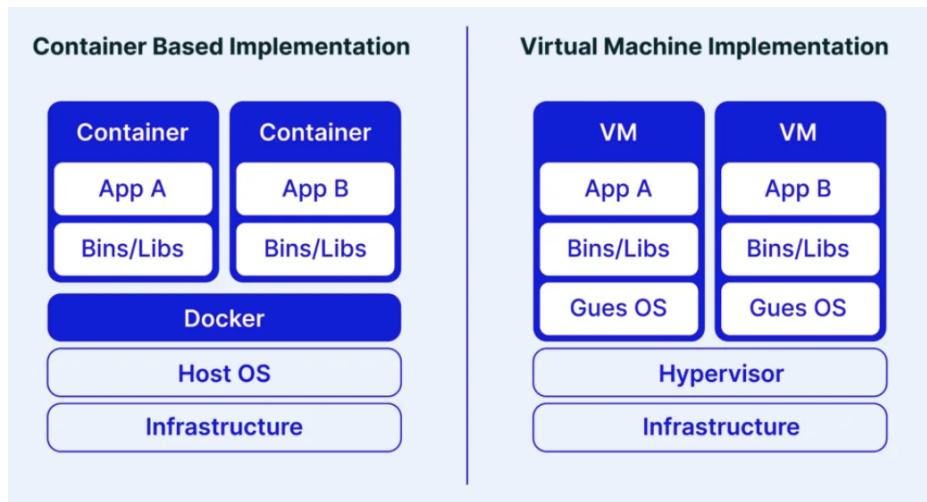 Container Based Implementation
Container
Container
App A
App B
Bins/Libs
Bins/Libs
Docker
Host OS
Infrastructure
Virtual Machine Implementation
VM
VM
App A
App B
Bins/Libs
Bins/Libs
Gues OS
Gues OS
Hypervisor
Infrastructure